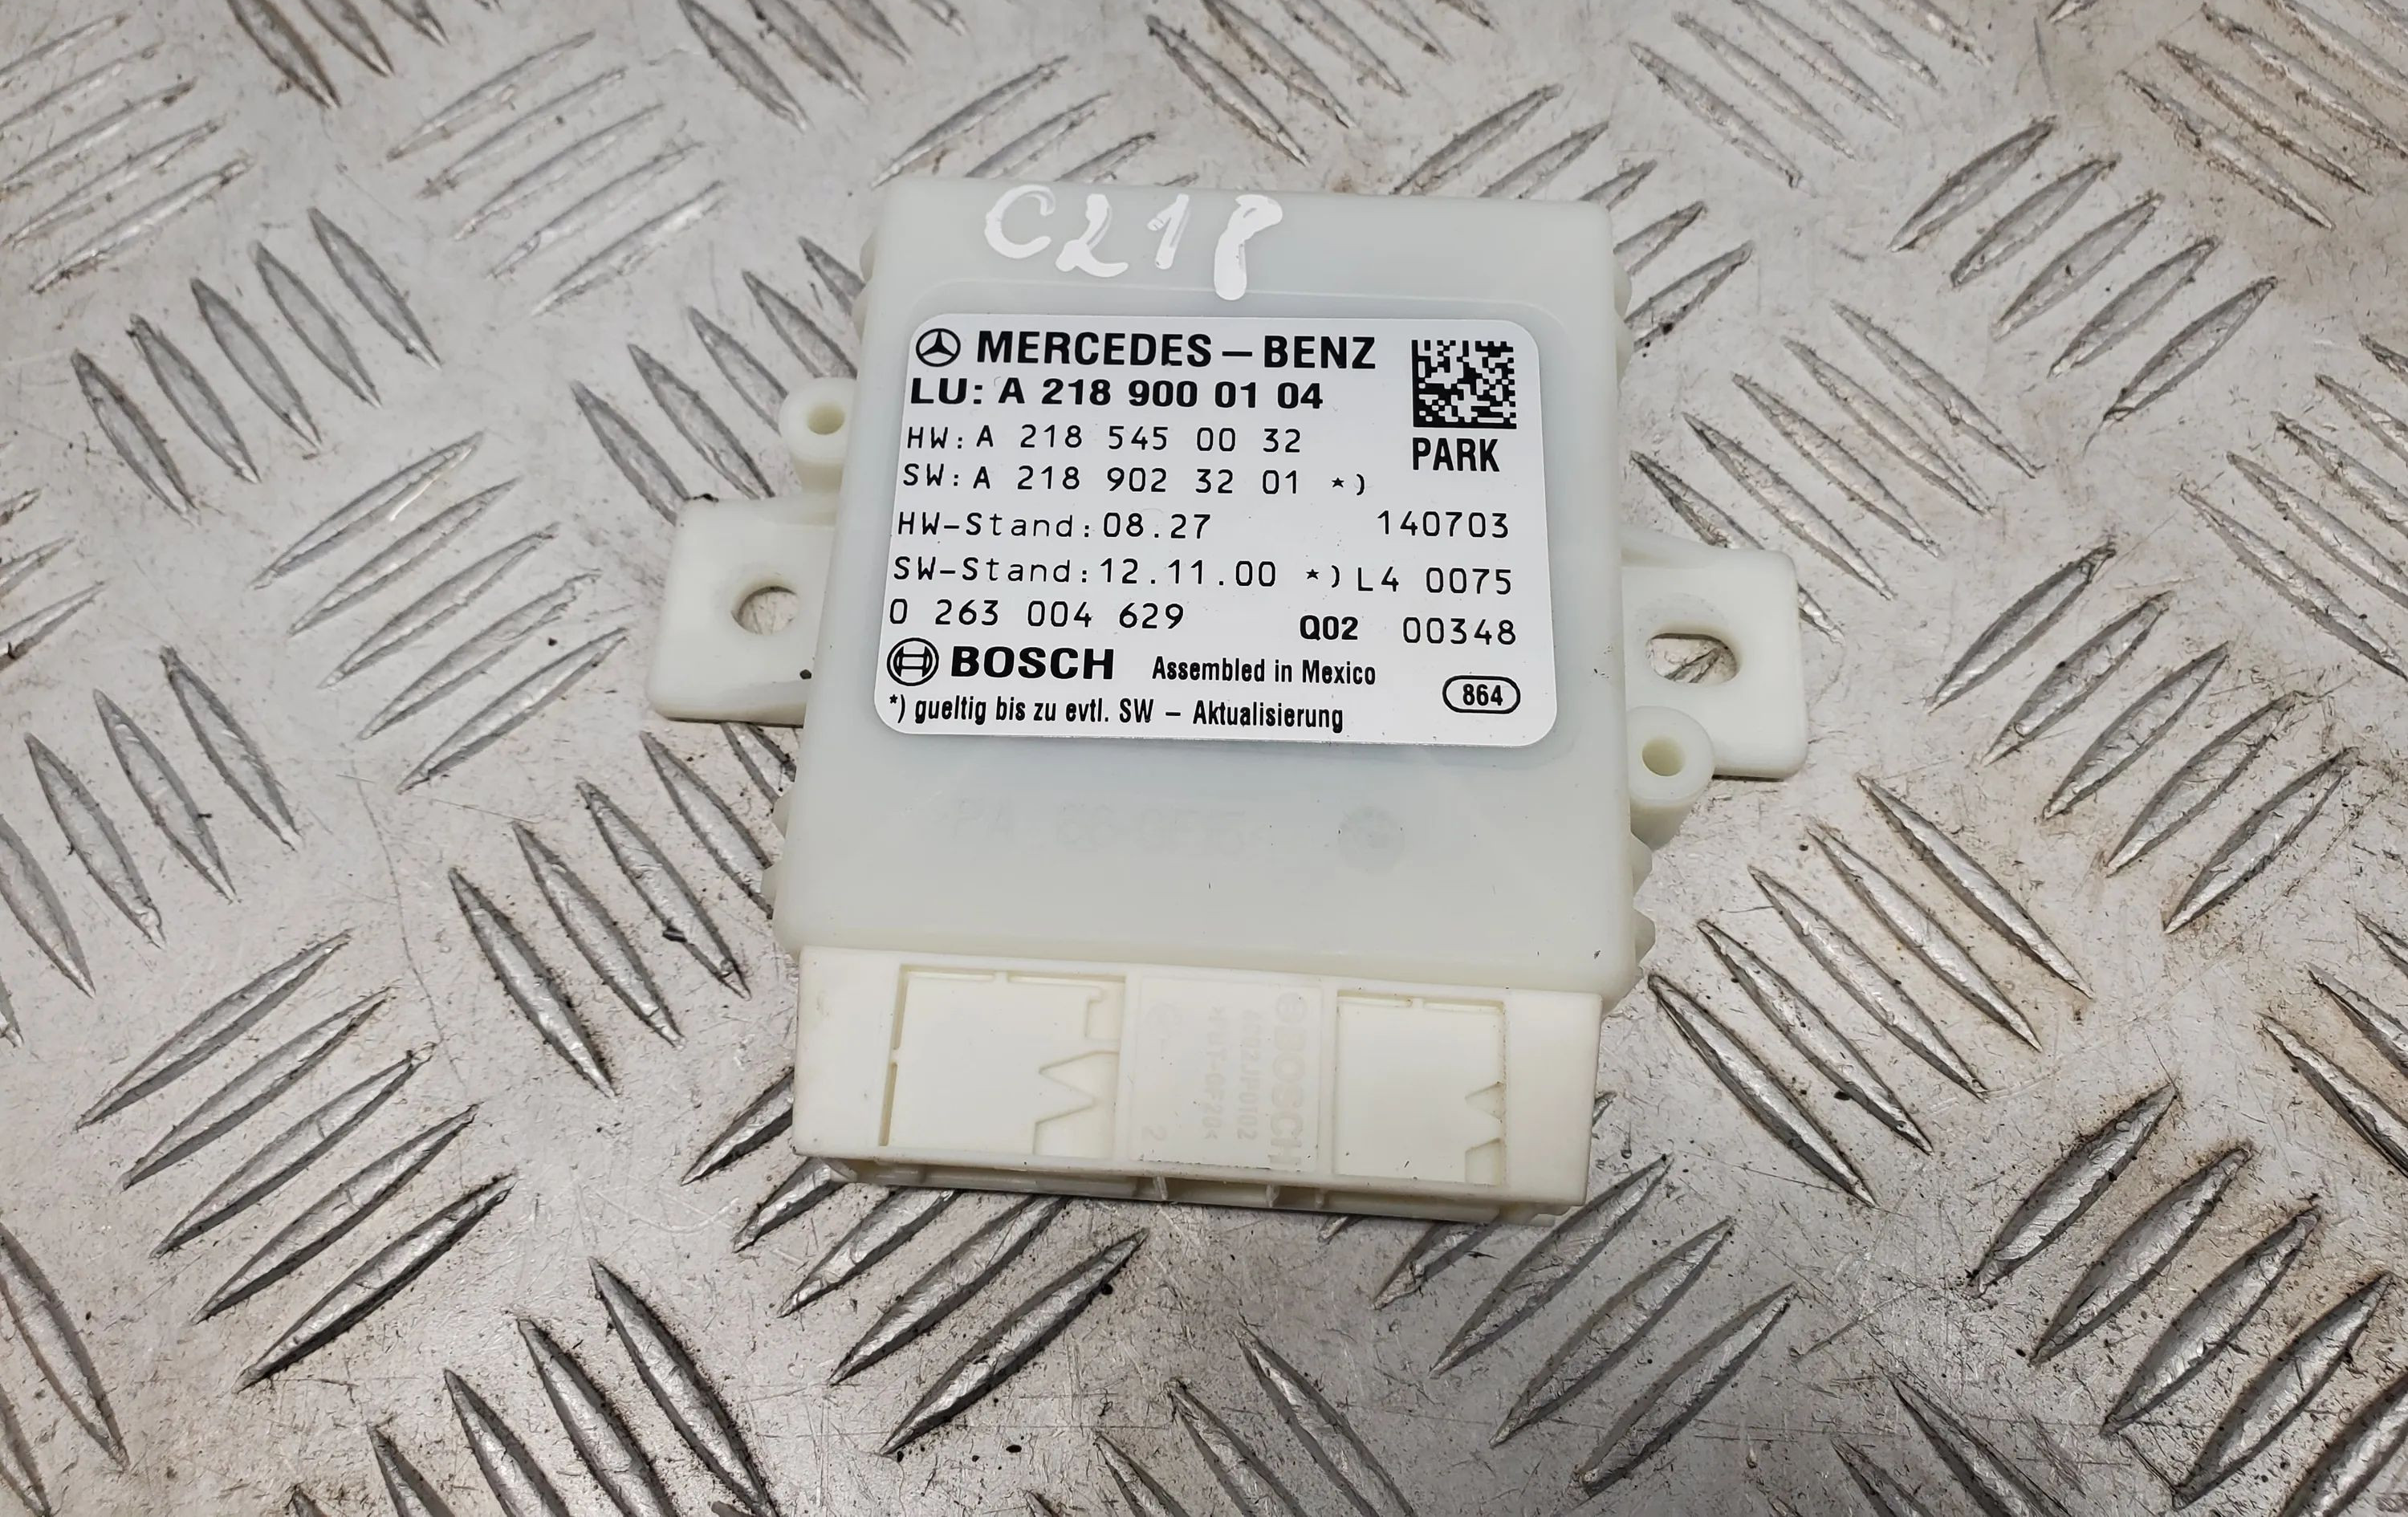 C218
MERCEDES-BENZ
LU: A 218 900 01 04
HW: A 218 545 00 32
PARK
SW: A 218 902 32 01 *)
HW-Stand: 08.27 140703
SW-Stand: 12.11.00 *) L4 0075
0 263 004 629 Q02 00348
BOSCH Assembled in Mexico 864
*) gueltig bis zu evtl. SW - Aktualisierung
BOSCH